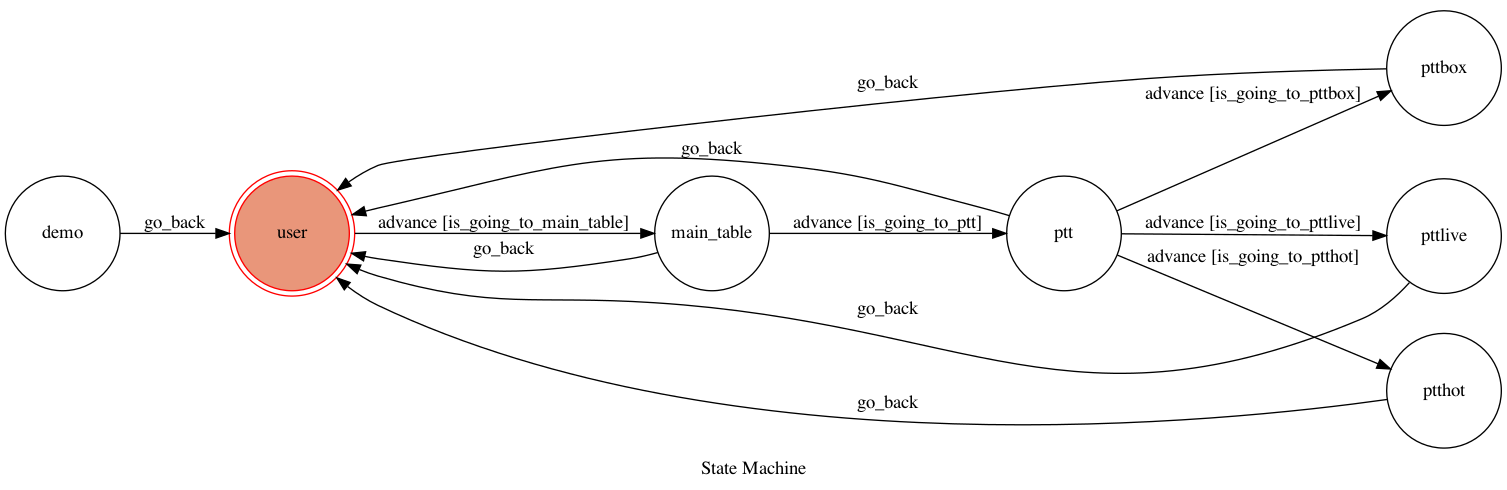 go_back
pttbox
advance [is_going_to_pttbox]
go_back
demo
go_back
user
advance [is_going_to_main_table]
go_back
main_table
advance [is_going_to_ptt]
ptt
advance [is_going_to_pttlive]
pttlive
advance [is_going_to_ptthot]
go_back
ptthot
go_back
State Machine